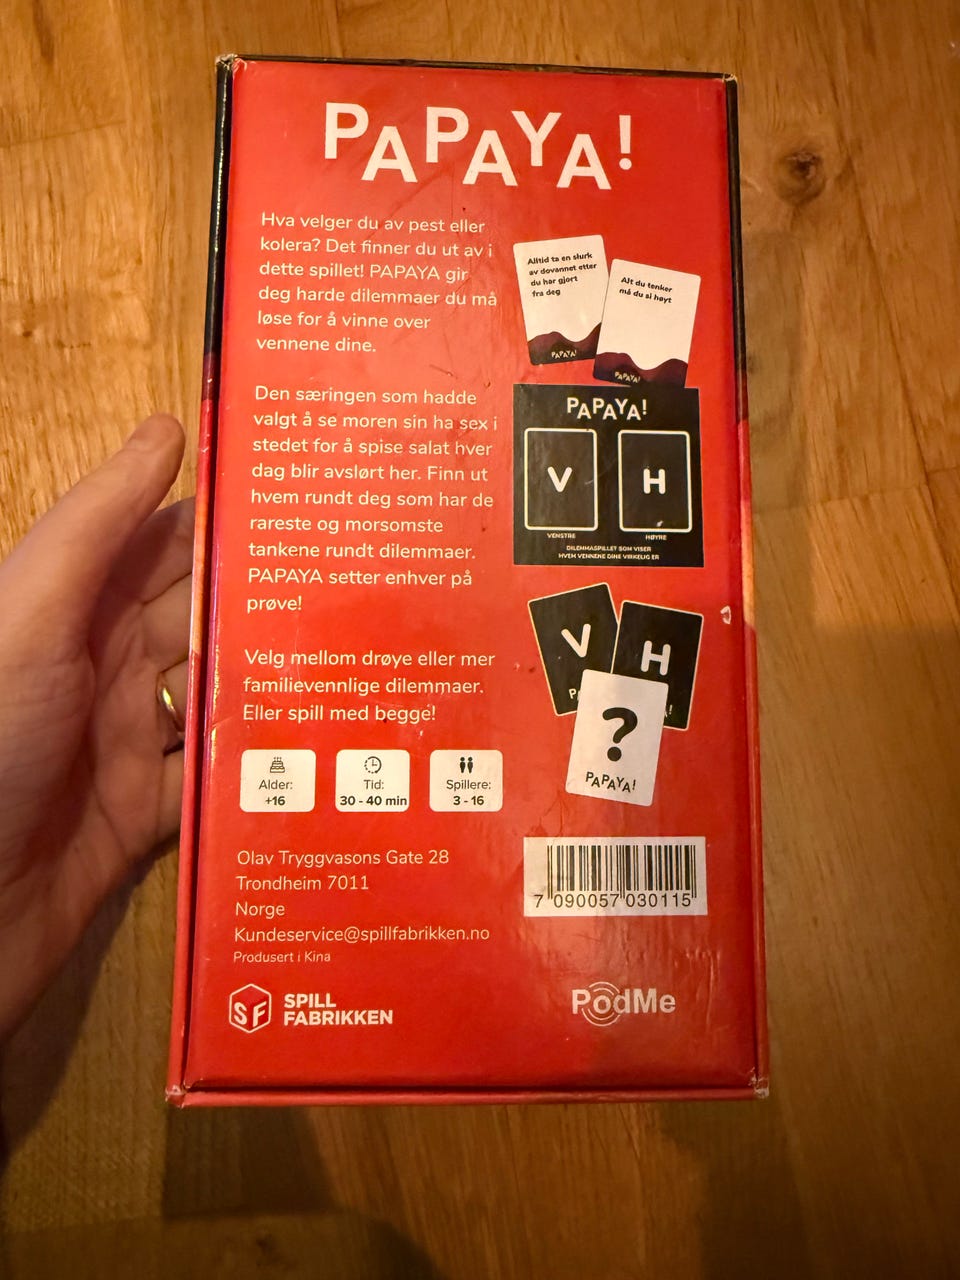 PAPAYA!
Hva velger du av pest eller
kolera? Det finner du ut av i
dette spillet! PAPAYA gir
deg harde dilemmaer du må
løse for å vinne over
vennene dine.
Den særingen som hadde
valgt å se moren sin ha sex i
stedet for å spise salat hver
dag blir avslørt her. Finn ut
hvem rundt deg som har de
rareste og morsomste
tankene rundt dilemmaer.
PAPAYA setter enhver på
prøve!
Velg mellom drøye eller mer
familievennlige dilemmaer.
Eller spill med begge!
Alltid ta en slurk
av dovannet etter
du har gjort
fra deg
PAPAYA!
Alt du tenker
må du si høyt
PAPAYA!
PAPAYA!
V
H
VENSTRE
HØYRE
DILEMMASPILLET SOM VISER
HVEM VENNENE DINE VIRKELIG ER
V
H
?
PAPAYA!
Alder:
+16
Tid:
30 - 40 min
Spillere:
3 - 16
Olav Tryggvasons Gate 28
Trondheim 7011
Norge
Kundeservice@spillfabrikken.no
Produsert i Kina
7 090057 030115
SF
SPILL
FABRIKKEN
PodMe